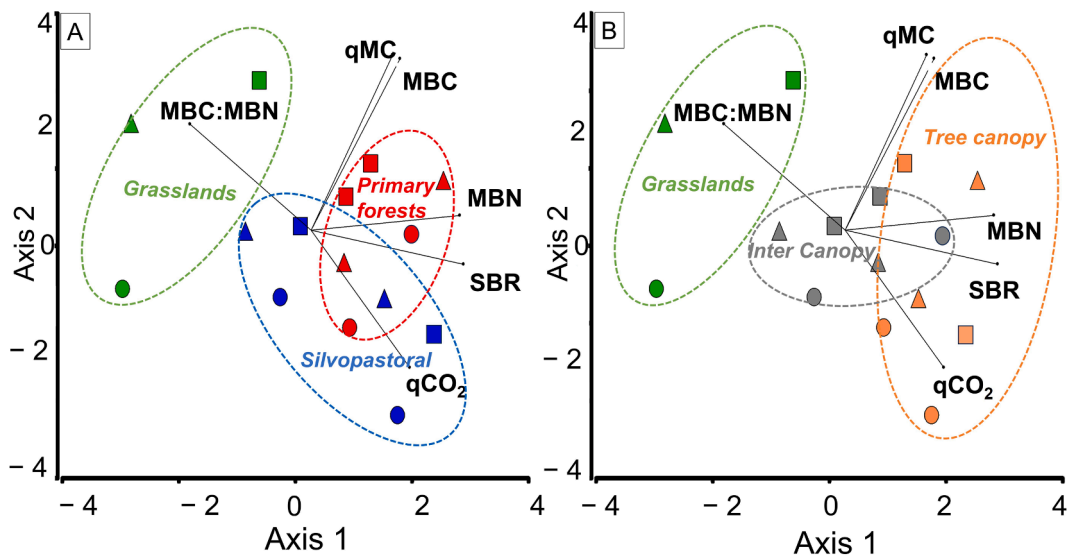 A
4
2
0
− 2
− 4
Axis 2
− 4
− 2
0
2
4
Axis 1
qMC
MBC
MBC:MBN
Grasslands
Primary
forests
MBN
SBR
Silvopastoral
qCO₂
B
4
2
0
− 2
− 4
Axis 2
− 4
− 2
0
2
4
Axis 1
qMC
MBC
MBC:MBN
Tree canopy
Grasslands
MBN
Inter Canopy
SBR
qCO₂